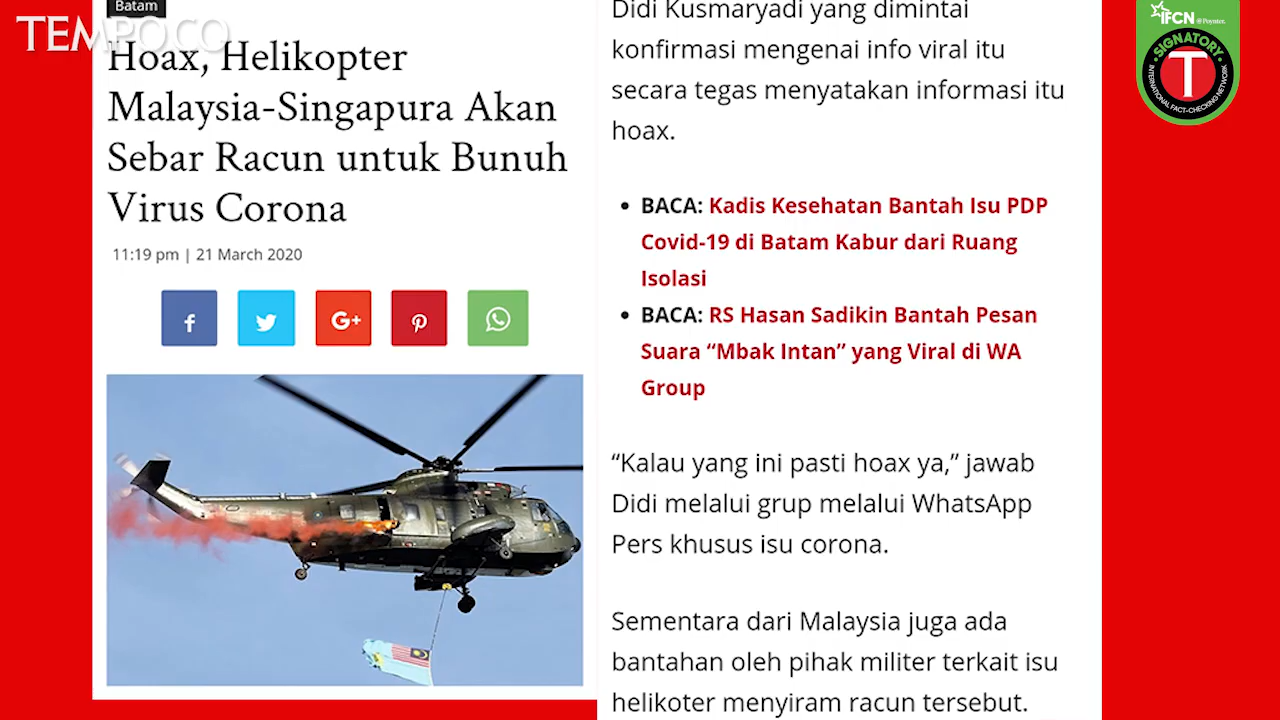 Batam
TEMPO.CO
Hoax, Helikopter
Malaysia-Singapura Akan
Sebar Racun untuk Bunuh
Virus Corona
11:19 pm | 21 March 2020
f
G+
Didi Kusmaryadi yang dimintai
konfirmasi mengenai info viral itu
secara tegas menyatakan informasi itu
hoax.
• BACA: Kadis Kesehatan Bantah Isu PDP
Covid-19 di Batam Kabur dari Ruang
Isolasi
• BACA: RS Hasan Sadikin Bantah Pesan
Suara “Mbak Intan” yang Viral di WA
Group
“Kalau yang ini pasti hoax ya,” jawab
Didi melalui grup melalui WhatsApp
Pers khusus isu corona.
Sementara dari Malaysia juga ada
bantahan oleh pihak militer terkait isu
helikoter menyiram racun tersebut.
IFCN @Poynter.
• SIGNATORY •
T
INTERNATIONAL FACT-CHECKING NETWORK